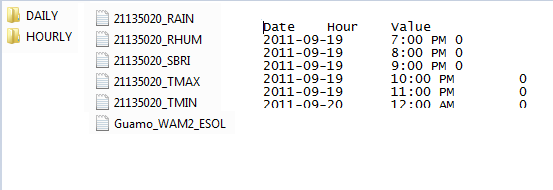 DAILY
HOURLY
21135020_RAIN
21135020_RHUM
21135020_SBRI
21135020_TMAX
21135020_TMIN
Guamo_WAM2_ESOL
Date Hour Value
2011-09-19 7:00 PM 0
2011-09-19 8:00 PM 0
2011-09-19 9:00 PM 0
2011-09-19 10:00 PM 0
2011-09-19 11:00 PM 0
2011-09-20 12:00 AM 0